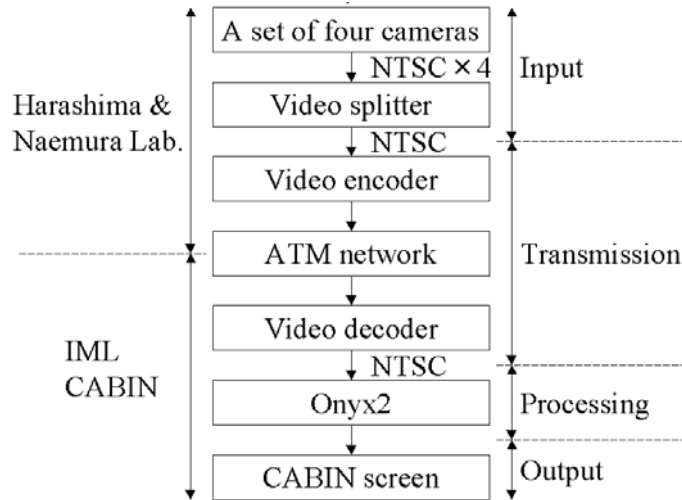 A set of four cameras
NTSC × 4
Input
Harashima &
Naemura Lab.
Video splitter
NTSC
Video encoder
ATM network
Transmission
Video decoder
IML
CABIN
NTSC
Onyx2
Processing
CABIN screen
Output